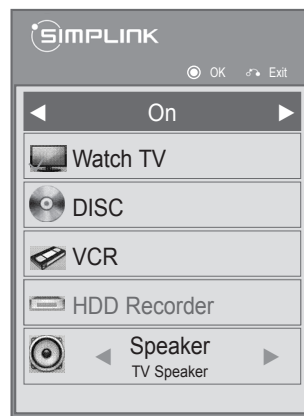 SIMPLINK
OK Exit
On
Watch TV
DISC
VCR
HDD Recorder
Speaker
TV Speaker